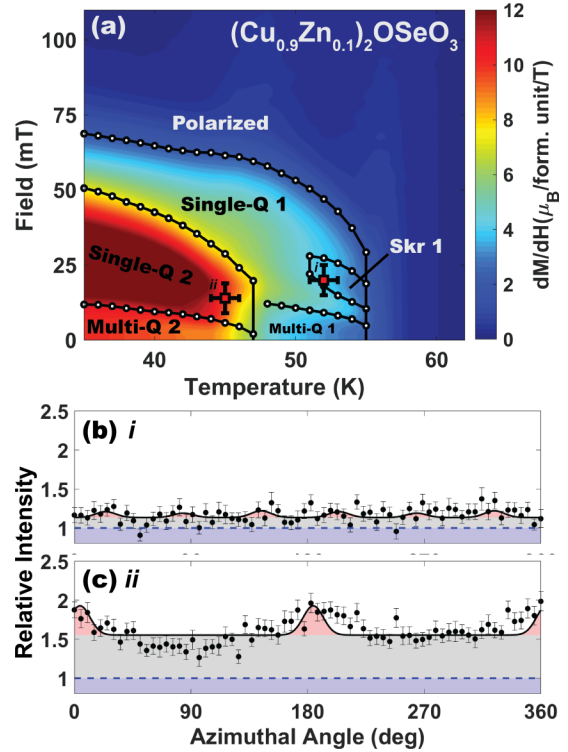 (a)
(Cu0.9Zn0.1)2OSeO3
Polarized
Single-Q 1
Skr 1
i
Single-Q 2
ii
Multi-Q 2
Multi-Q 1
100
75
50
25
0
Field (mT)
40 50 60
Temperature (K)
12
10
8
6
4
2
0
dM/dH(μB/form. unit/T)
(b) i
2.5
2
1.5
1
(c) ii
2.5
2
1.5
1
Relative Intensity
0 90 180 270 360
Azimuthal Angle (deg)